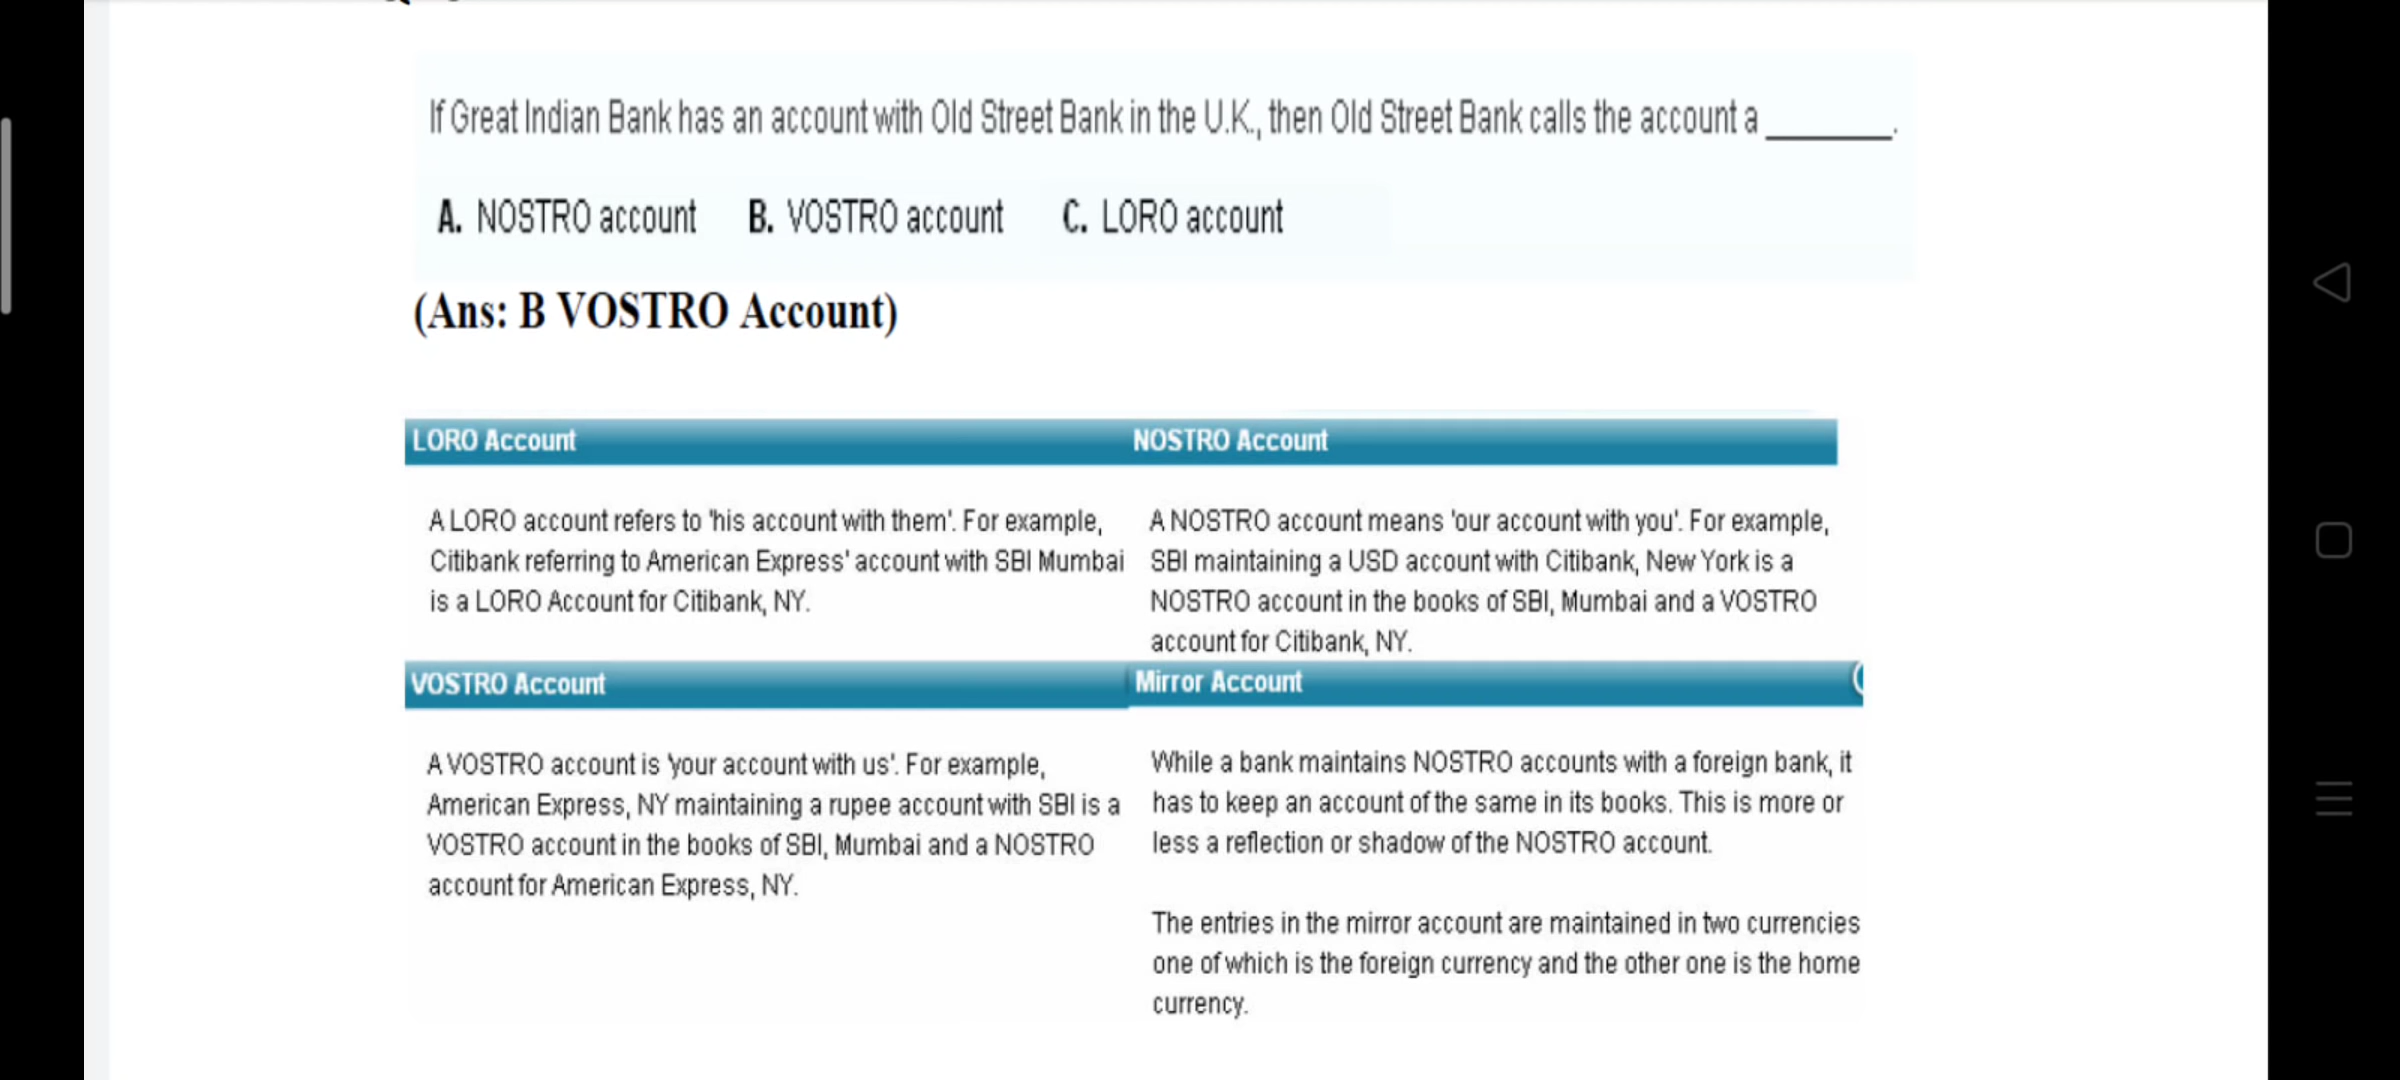 If Great Indian Bank has an account with Old Street Bank in the U.K., then Old Street Bank calls the account a _______.
A. NOSTRO account B. VOSTRO account C. LORO account
(Ans: B VOSTRO Account)
LORO Account
A LORO account refers to 'his account with them'. For example,
Citibank referring to American Express' account with SBI Mumbai
is a LORO Account for Citibank, NY.
NOSTRO Account
A NOSTRO account means 'our account with you'. For example,
SBI maintaining a USD account with Citibank, New York is a
NOSTRO account in the books of SBI, Mumbai and a VOSTRO
account for Citibank, NY.
VOSTRO Account
A VOSTRO account is 'your account with us'. For example,
American Express, NY maintaining a rupee account with SBI is a
VOSTRO account in the books of SBI, Mumbai and a NOSTRO
account for American Express, NY.
Mirror Account
While a bank maintains NOSTRO accounts with a foreign bank, it
has to keep an account of the same in its books. This is more or
less a reflection or shadow of the NOSTRO account.
The entries in the mirror account are maintained in two currencies
one of which is the foreign currency and the other one is the home
currency.